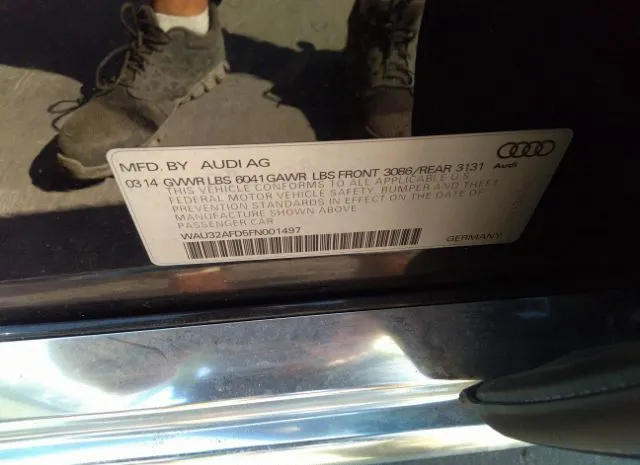 MFD. BY AUDI AG
03 14 GVWR LBS 6041 GAWR LBS FRONT 3086/REAR 3131
THIS VEHICLE CONFORMS TO ALL APPLICABLE U S
FEDERAL MOTOR VEHICLE SAFETY, BUMPER AND THEFT
PREVENTION STANDARDS IN EFFECT ON THE DATE OF
MANUFACTURE SHOWN ABOVE
PASSENGER CAR
WAU32AFD5FN001497
Audi
GERMANY